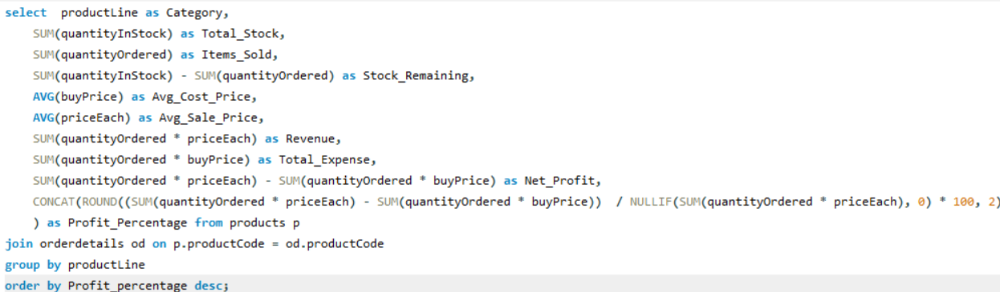 select  productLine as Category,
    SUM(quantityInStock) as Total_Stock,
    SUM(quantityOrdered) as Items_Sold,
    SUM(quantityInStock) - SUM(quantityOrdered) as Stock_Remaining,
    AVG(buyPrice) as Avg_Cost_Price,
    AVG(priceEach) as Avg_Sale_Price,
    SUM(quantityOrdered * priceEach) as Revenue,
    SUM(quantityOrdered * buyPrice) as Total_Expense,
    SUM(quantityOrdered * priceEach) - SUM(quantityOrdered * buyPrice) as Net_Profit,
    CONCAT(ROUND((SUM(quantityOrdered * priceEach) - SUM(quantityOrdered * buyPrice))  / NULLIF(SUM(quantityOrdered * priceEach), 0) * 100, 2)
    ) as Profit_Percentage from products p
join orderdetails od on p.productCode = od.productCode
group by productLine
order by Profit_percentage desc;